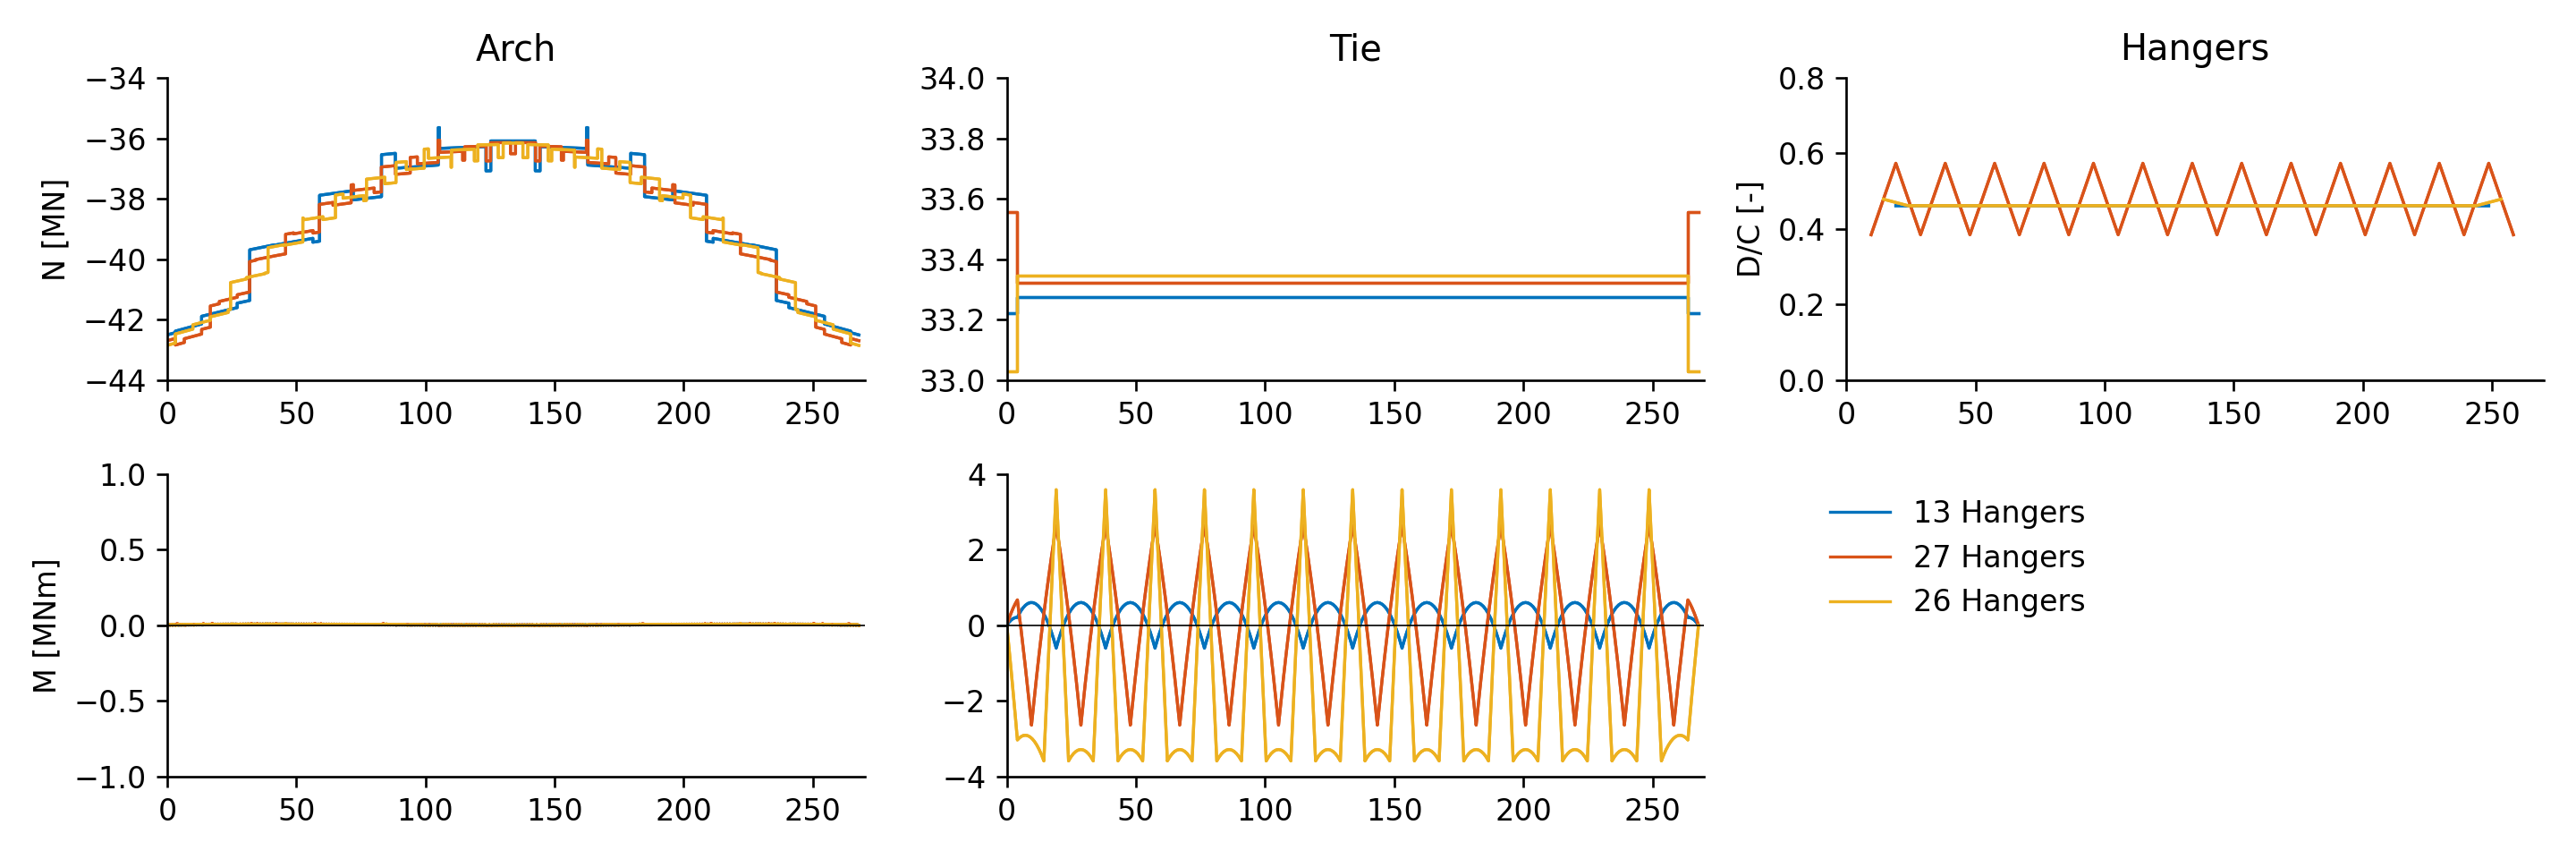 Arch
Tie
Hangers
N [MN]
−34
−36
−38
−40
−42
−44
0 50 100 150 200 250
34.0
33.8
33.6
33.4
33.2
33.0
0 50 100 150 200 250
D/C [-]
0.8
0.6
0.4
0.2
0.0
0 50 100 150 200 250
M [MNm]
1.0
0.5
0.0
−0.5
−1.0
0 50 100 150 200 250
4
2
0
−2
−4
0 50 100 150 200 250
13 Hangers
27 Hangers
26 Hangers